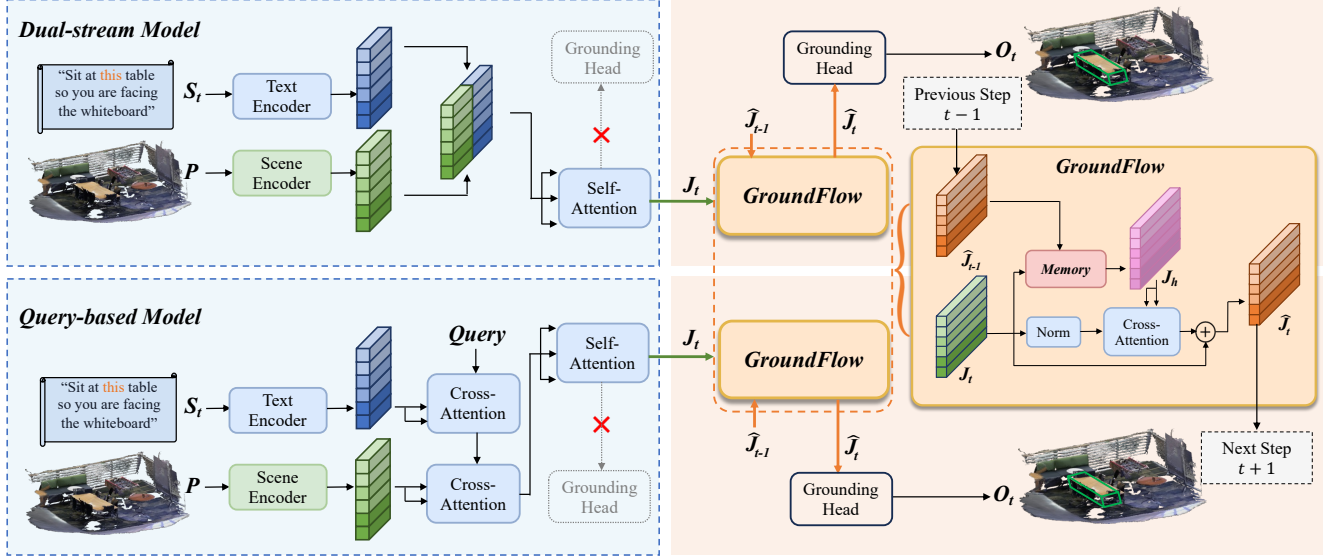 Dual-stream Model
“Sit at this table
so you are facing
the whiteboard”
S_t
Text
Encoder
P
Scene
Encoder
Grounding
Head
Self-
Attention
J_t
Query-based Model
“Sit at this table
so you are facing
the whiteboard”
S_t
Text
Encoder
P
Scene
Encoder
Query
Cross-
Attention
Cross-
Attention
Self-
Attention
Grounding
Head
J_t
Grounding
Head
O_t
Ĵ_{t-1}
Ĵ_t
GroundFlow
GroundFlow
Ĵ_{t-1}
Ĵ_t
Grounding
Head
O_t
Previous Step
t − 1
GroundFlow
Ĵ_{t-1}
Memory
J_h
J_t
Norm
Cross-
Attention
+
Ĵ_t
Next Step
t + 1